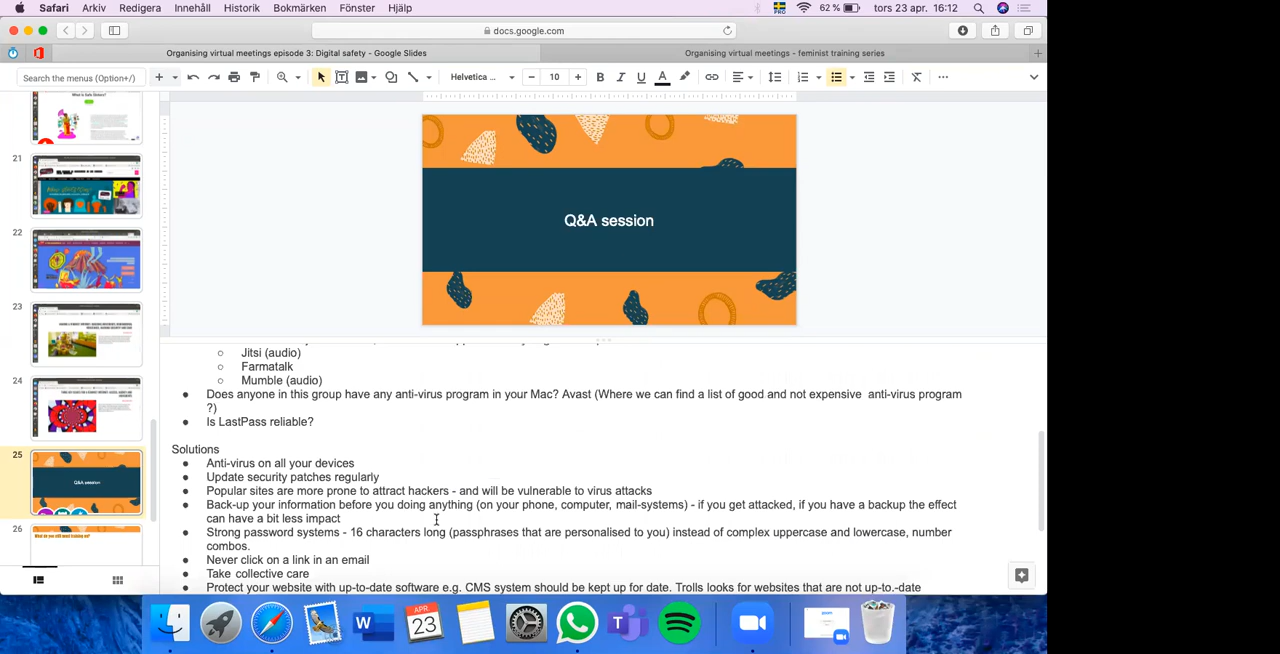 Safari Arkiv Redigera Innehåll Historik Bokmärken Fönster Hjälp 62 % tors 23 apr. 16:12
docs.google.com
Organising virtual meetings episode 3: Digital safety - Google Slides
Organising virtual meetings - feminist training series
Search the menus (Option+/)
Helvetica ... 10
21
22
23
24
25
26
Q&A session
Q&A session
Jitsi (audio)
Farmatalk
Mumble (audio)
Does anyone in this group have any anti-virus program in your Mac? Avast (Where we can find a list of good and not expensive anti-virus program
?)
Is LastPass reliable?
Solutions
Anti-virus on all your devices
Update security patches regularly
Popular sites are more prone to attract hackers - and will be vulnerable to virus attacks
Back-up your information before you doing anything (on your phone, computer, mail-systems) - if you get attacked, if you have a backup the effect
can have a bit less impact
Strong password systems - 16 characters long (passphrases that are personalised to you) instead of complex uppercase and lowercase, number
combos.
Never click on a link in an email
Take collective care
Protect your website with up-to-date software e.g. CMS system should be kept up for date. Trolls looks for websites that are not up-to.-date
APR.
23